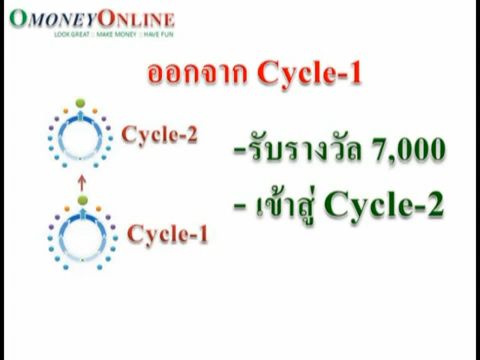 OMONEYONLINE
LOOK GREAT :: MAKE MONEY :: HAVE FUN
ออกจาก Cycle-1
Cycle-2
-รับรางวัล 7,000
- เข้าสู่ Cycle-2
Cycle-1